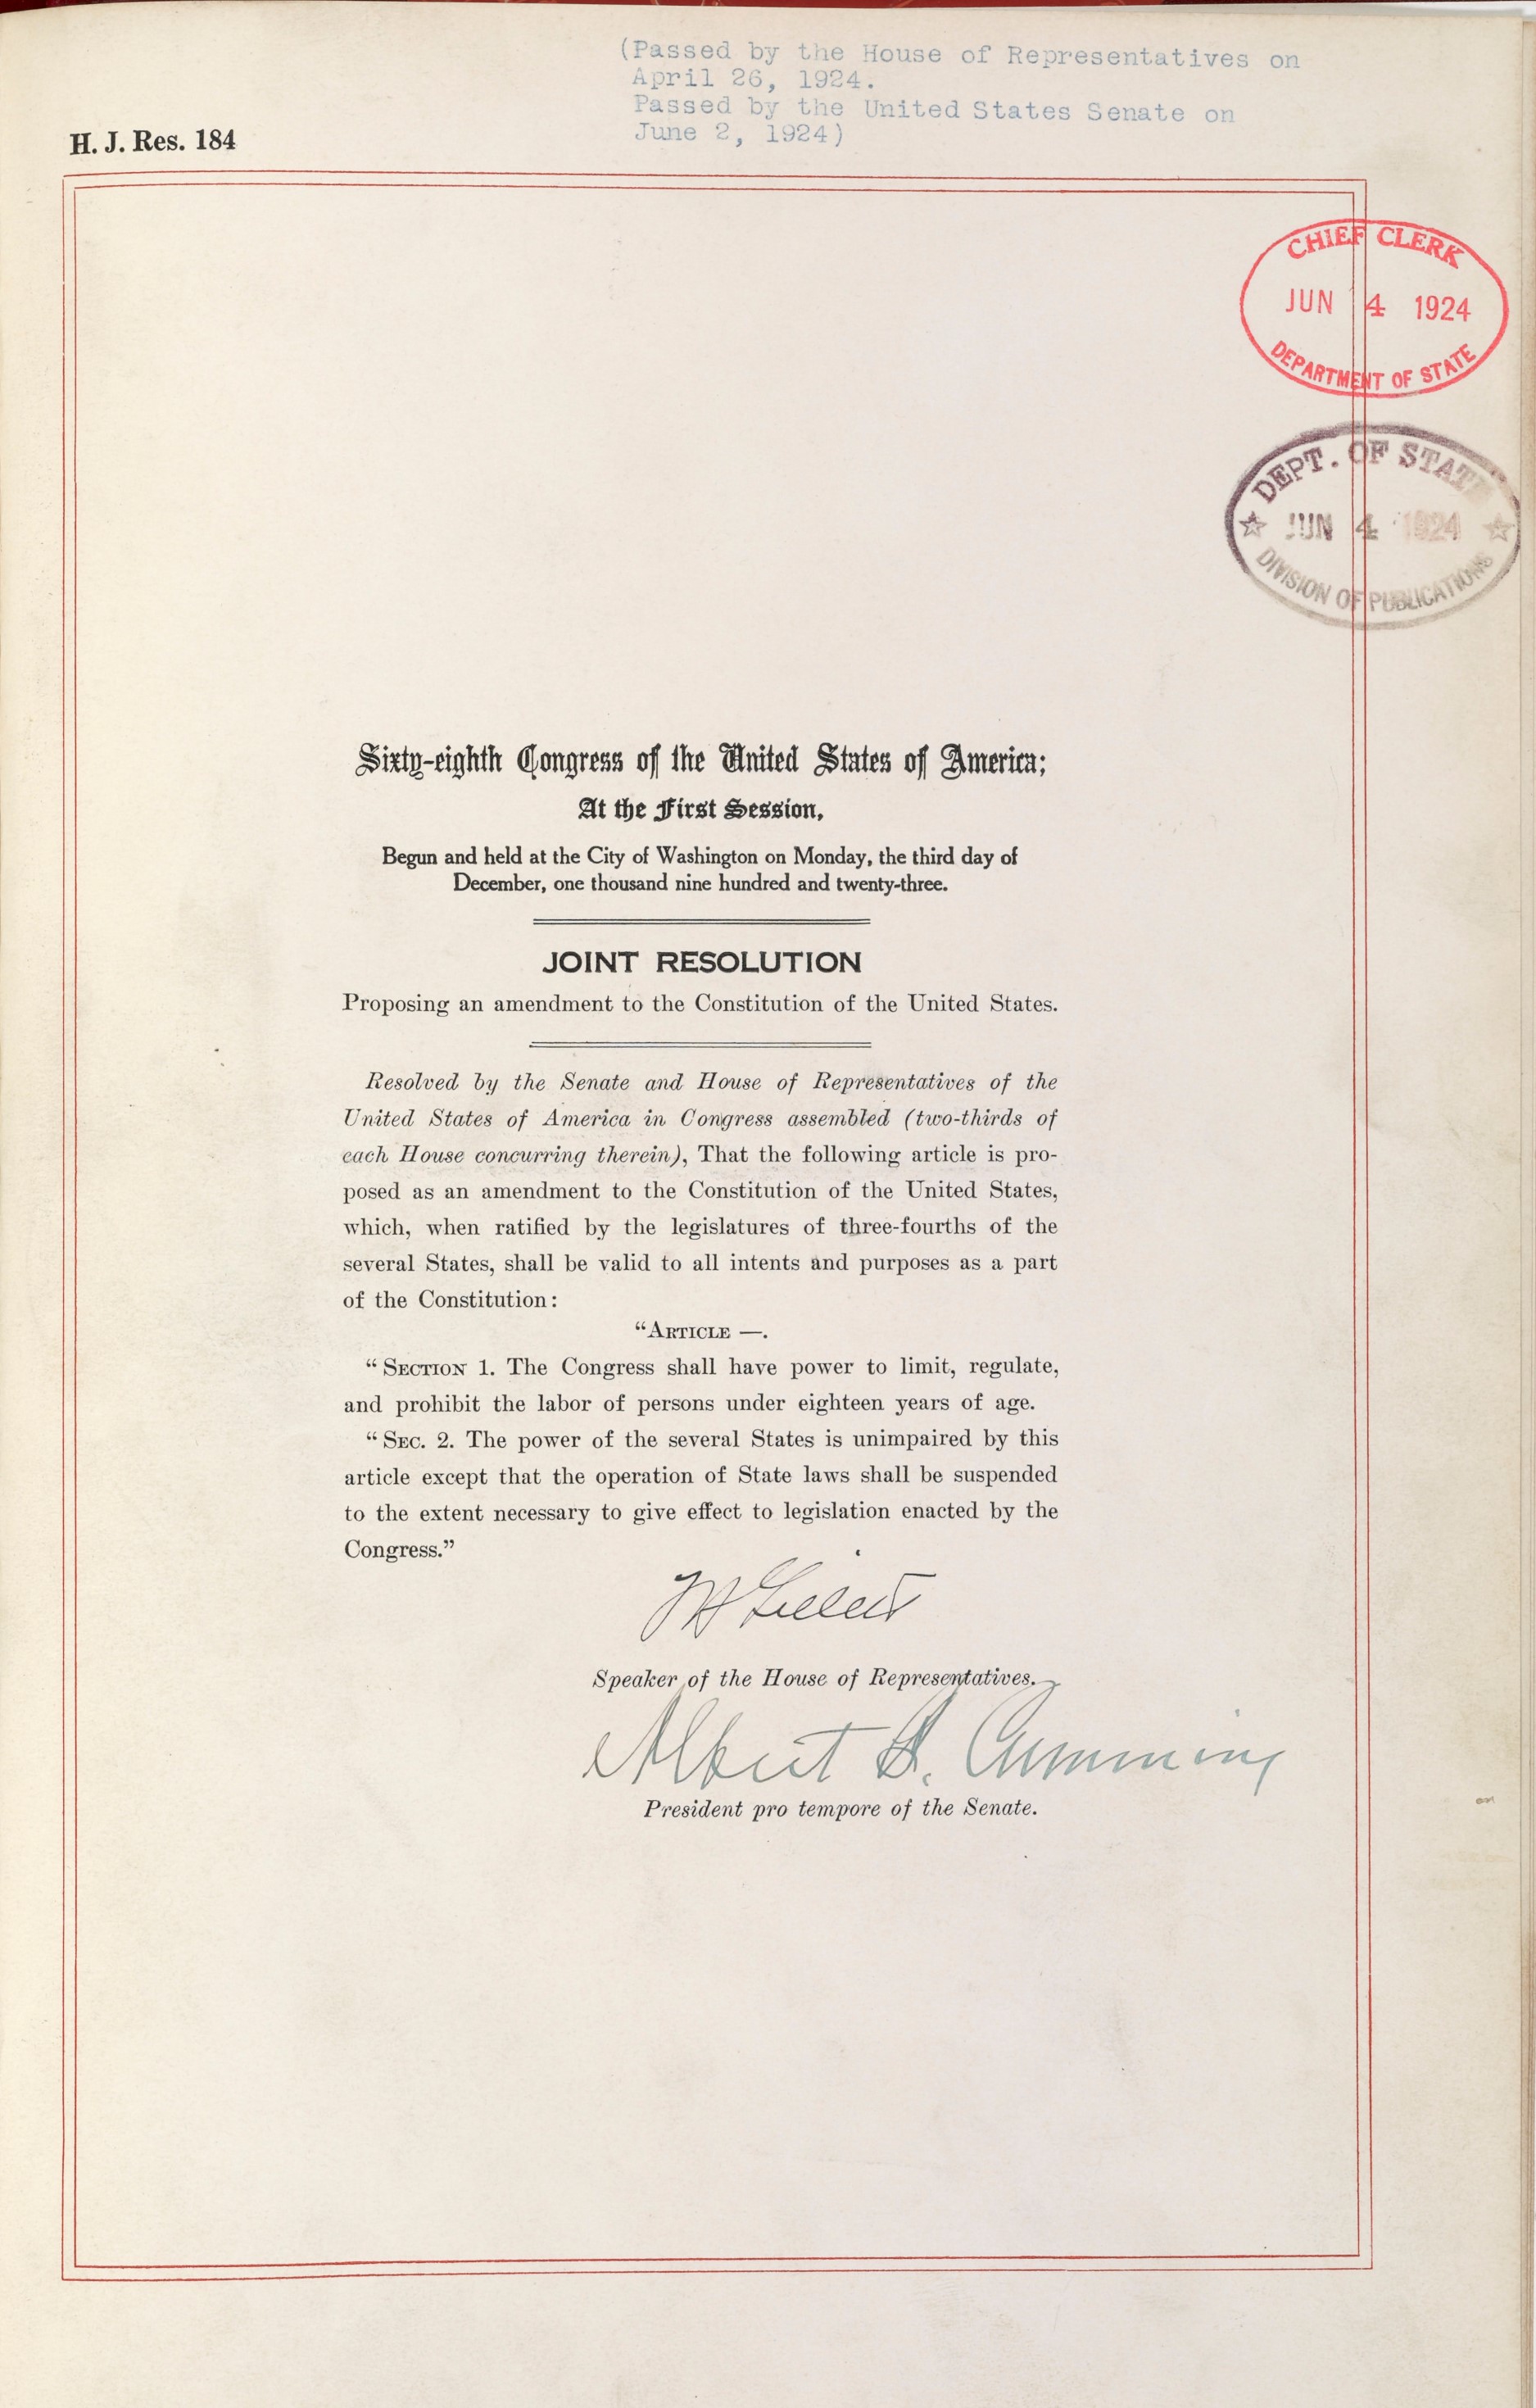 (Passed by the House of Representatives on
April 26, 1924.
Passed by the United States Senate on
June 2, 1924)
H. J. Res. 184
CHIEF CLERK
JUN 4 1924
DEPARTMENT OF STATE
DEPT. OF STATE
JUN 4 1924
DIVISION OF PUBLICATIONS
Sixty-eighth Congress of the United States of America;
At the First Session,
Begun and held at the City of Washington on Monday, the third day of
December, one thousand nine hundred and twenty-three.
JOINT RESOLUTION
Proposing an amendment to the Constitution of the United States.
Resolved by the Senate and House of Representatives of the
United States of America in Congress assembled (two-thirds of
each House concurring therein), That the following article is pro-
posed as an amendment to the Constitution of the United States,
which, when ratified by the legislatures of three-fourths of the
several States, shall be valid to all intents and purposes as a part
of the Constitution:
“ARTICLE —.
“SECTION 1. The Congress shall have power to limit, regulate,
and prohibit the labor of persons under eighteen years of age.
“SEC. 2. The power of the several States is unimpaired by this
article except that the operation of State laws shall be suspended
to the extent necessary to give effect to legislation enacted by the
Congress.”
Speaker of the House of Representatives.
Albert B. Cummins
President pro tempore of the Senate.